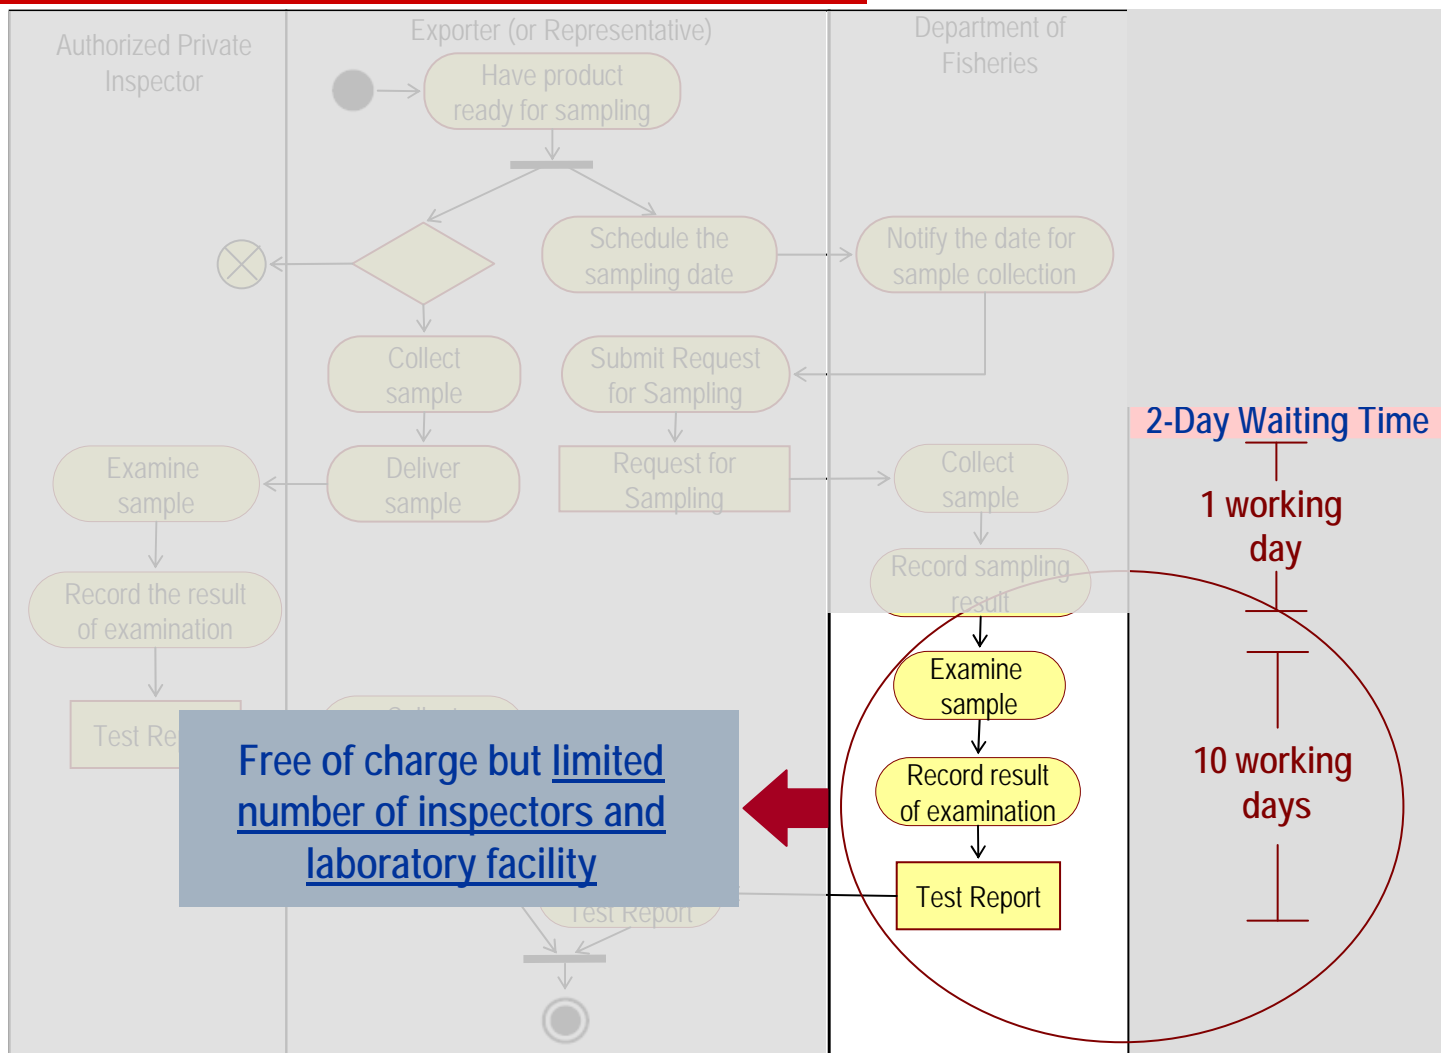 Authorized Private
Inspector
Exporter (or Representative)
Department of
Fisheries
Have product
ready for sampling
Schedule the
sampling date
Notify the date for
sample collection
Collect
sample
Submit Request
for Sampling
2-Day Waiting Time
Examine
sample
Deliver
sample
Request for
Sampling
Collect
sample
1 working
day
Record the result
of examination
Record sampling
result
Examine
sample
Test Re
Free of charge but limited
number of inspectors and
laboratory facility
Record result
of examination
10 working
days
Test Report
Test Report